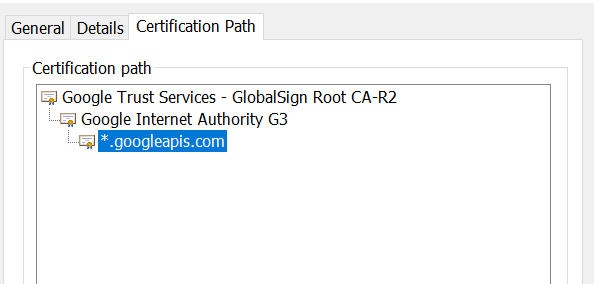 General Details Certification Path
Certification path
Google Trust Services - GlobalSign Root CA-R2
Google Internet Authority G3
*.googleapis.com